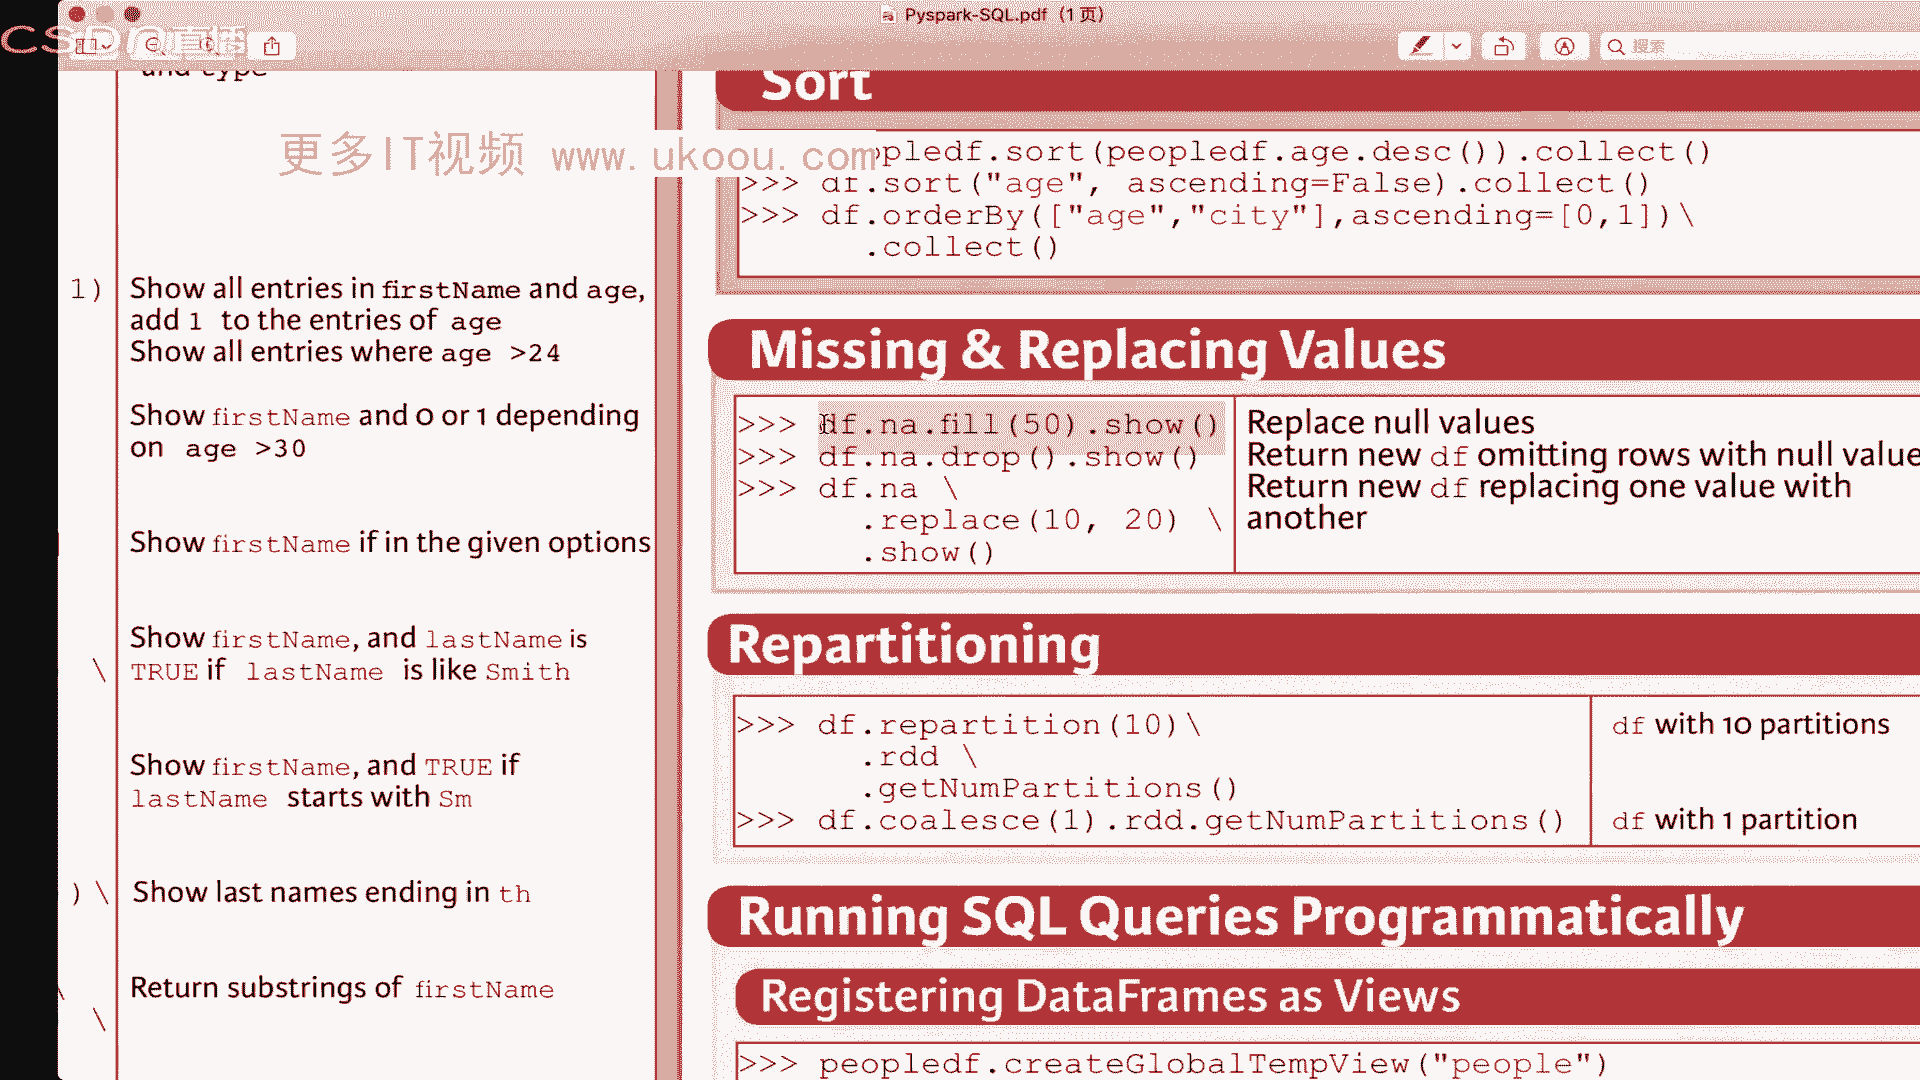 Pyspark-SQL.pdf（1 页）
CSDN直播
搜索
and type
更多IT视频 www.ukoou.com
1)
Show all entries in firstName and age,
add 1 to the entries of age
Show all entries where age >24
Show firstName and 0 or 1 depending
on age >30
Show firstName if in the given options
Show firstName, and lastName is
\ TRUE if lastName is like Smith
Show firstName, and TRUE if
lastName starts with Sm
) \ Show last names ending in th
\ Return substrings of firstName
\
Sort
opledf.sort(peopledf.age.desc()).collect()
>>> df.sort("age", ascending=False).collect()
>>> df.orderBy(["age","city"],ascending=[0,1])\
.collect()
Missing & Replacing Values
>>> df.na.fill(50).show() Replace null values
>>> df.na.drop().show() Return new df omitting rows with null value
>>> df.na \ Return new df replacing one value with
.replace(10, 20) \ another
.show()
Repartitioning
>>> df.repartition(10)\ df with 10 partitions
.rdd \
.getNumPartitions()
>>> df.coalesce(1).rdd.getNumPartitions() df with 1 partition
Running SQL Queries Programmatically
Registering DataFrames as Views
>>> peopledf.createGlobalTempView("people")